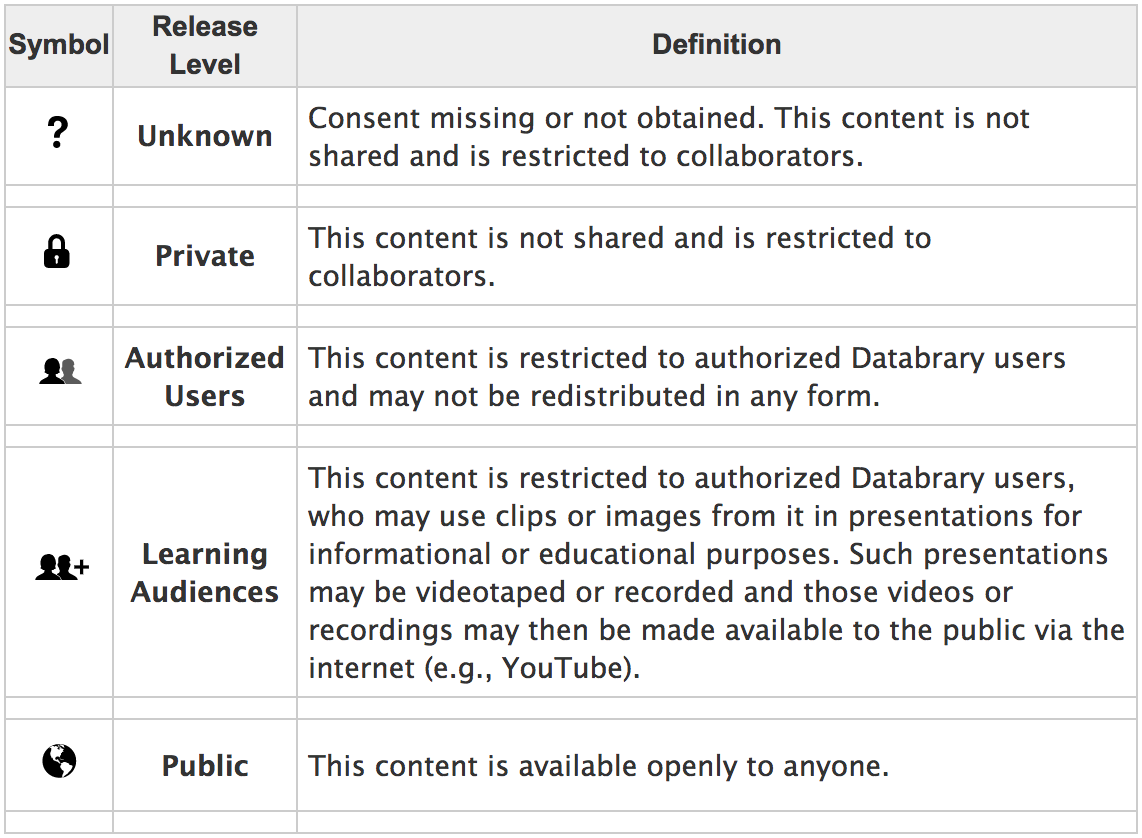 Symbol
Release
Level
Definition
?
Unknown
Consent missing or not obtained. This content is not
shared and is restricted to collaborators.
Private
This content is not shared and is restricted to
collaborators.
Authorized
Users
This content is restricted to authorized Databrary users
and may not be redistributed in any form.
+
Learning
Audiences
This content is restricted to authorized Databrary users,
who may use clips or images from it in presentations for
informational or educational purposes. Such presentations
may be videotaped or recorded and those videos or
recordings may then be made available to the public via the
internet (e.g., YouTube).
Public
This content is available openly to anyone.